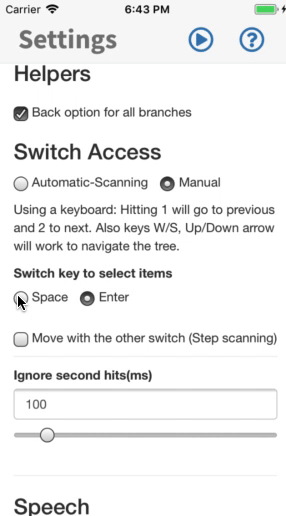 Carrier 6:43 PM
Settings
Helpers
Back option for all branches
Switch Access
Automatic-Scanning Manual
Using a keyboard: Hitting 1 will go to previous
and 2 to next. Also keys W/S, Up/Down arrow
will work to navigate the tree.
Switch key to select items
Space Enter
Move with the other switch (Step scanning)
Ignore second hits(ms)
100
Speech